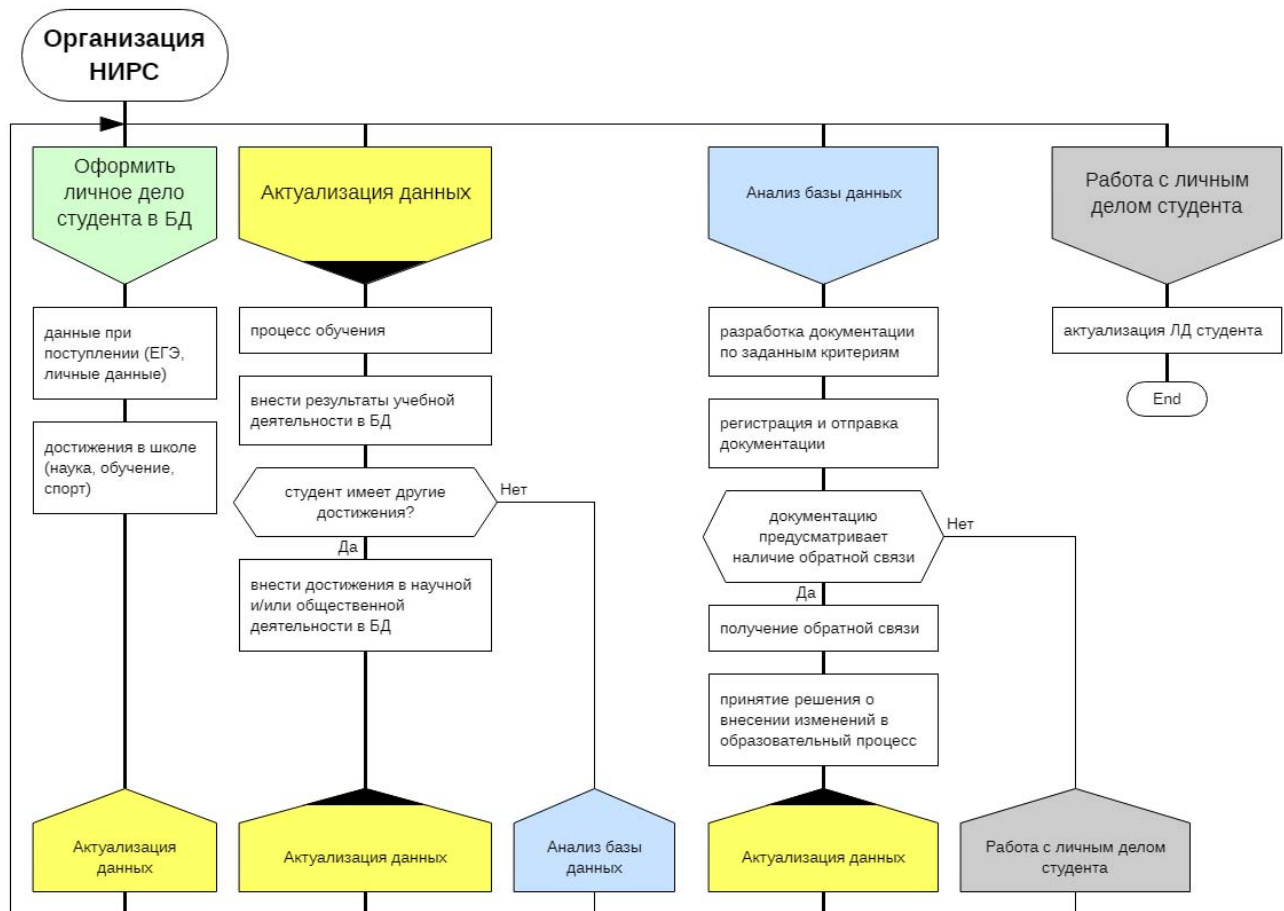 Организация
НИРС
Оформить
личное дело
студента в БД
данные при
поступлении (ЕГЭ,
личные данные)
достижения в школе
(наука, обучение,
спорт)
Актуализация
данных
Актуализация данных
процесс обучения
внести результаты учебной
деятельности в БД
студент имеет другие
достижения?
Нет
Да
внести достижения в научной
и/или общественной
деятельности в БД
Актуализация данных
Анализ базы
данных
Анализ базы данных
разработка документации
по заданным критериям
регистрация и отправка
документации
документацию
предусматривает
наличие обратной связи
Нет
Да
получение обратной связи
принятие решения о
внесении изменений в
образовательный процесс
Актуализация данных
Работа с личным делом
студента
Работа с личным
делом студента
актуализация ЛД студента
End